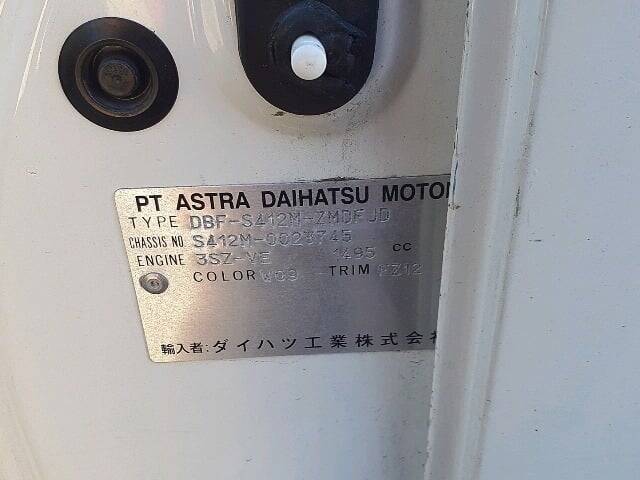 PT ASTRA DAIHATSU MOTOR
TYPE DBF-S412M-ZMDFJD
CHASSIS NO S412M-0023745
ENGINE 3SZ-VE 1495 cc
COLOR W09 TRIM MZ12
輸入者:ダイハツ工業株式会